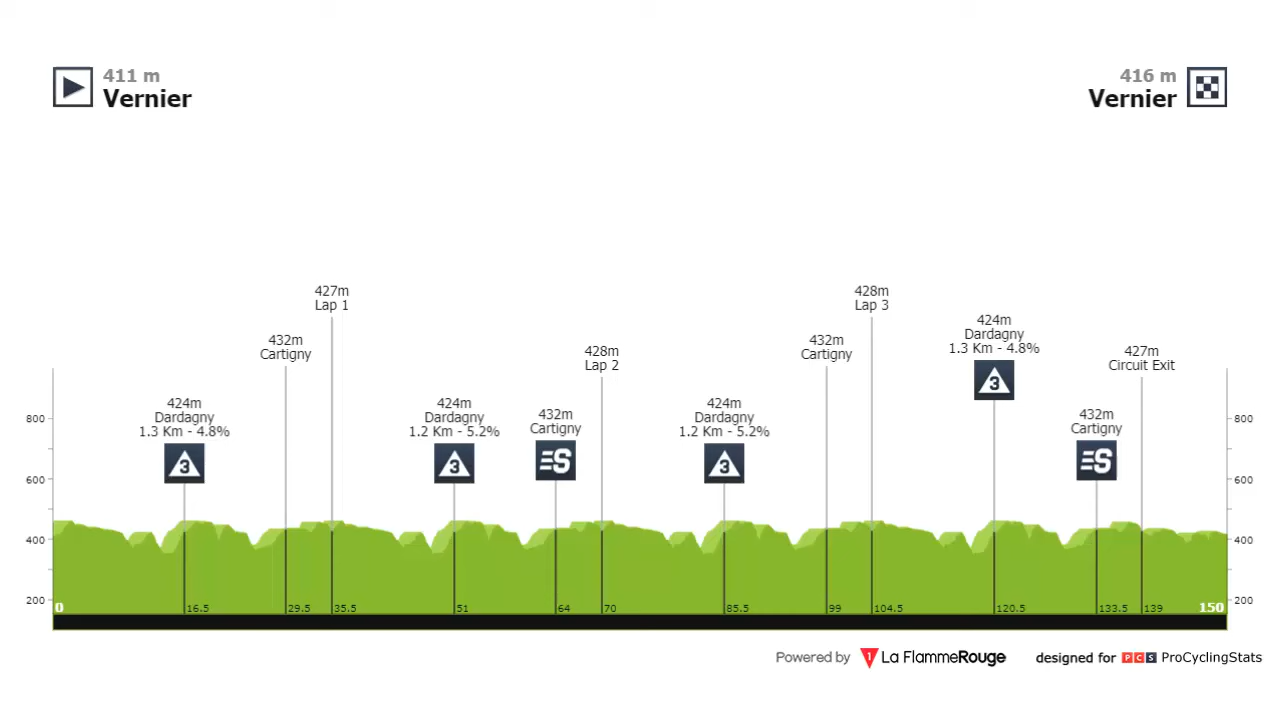 411 m
Vernier
416 m
Vernier
427m
Lap 1
428m
Lap 3
424m
Dardagny
1.3 Km - 4.8%
432m
Cartigny
432m
Cartigny
428m
Lap 2
427m
Circuit Exit
424m
Dardagny
1.3 Km - 4.8%
424m
Dardagny
1.2 Km - 5.2%
432m
Cartigny
424m
Dardagny
1.2 Km - 5.2%
432m
Cartigny
3
3
S
3
3
S
800
600
400
200
800
600
400
200
0 16.5 29.5 35.5 51 64 70 85.5 99 104.5 120.5 133.5 139 150
Powered by La FlammeRouge designed for PCS ProCyclingStats